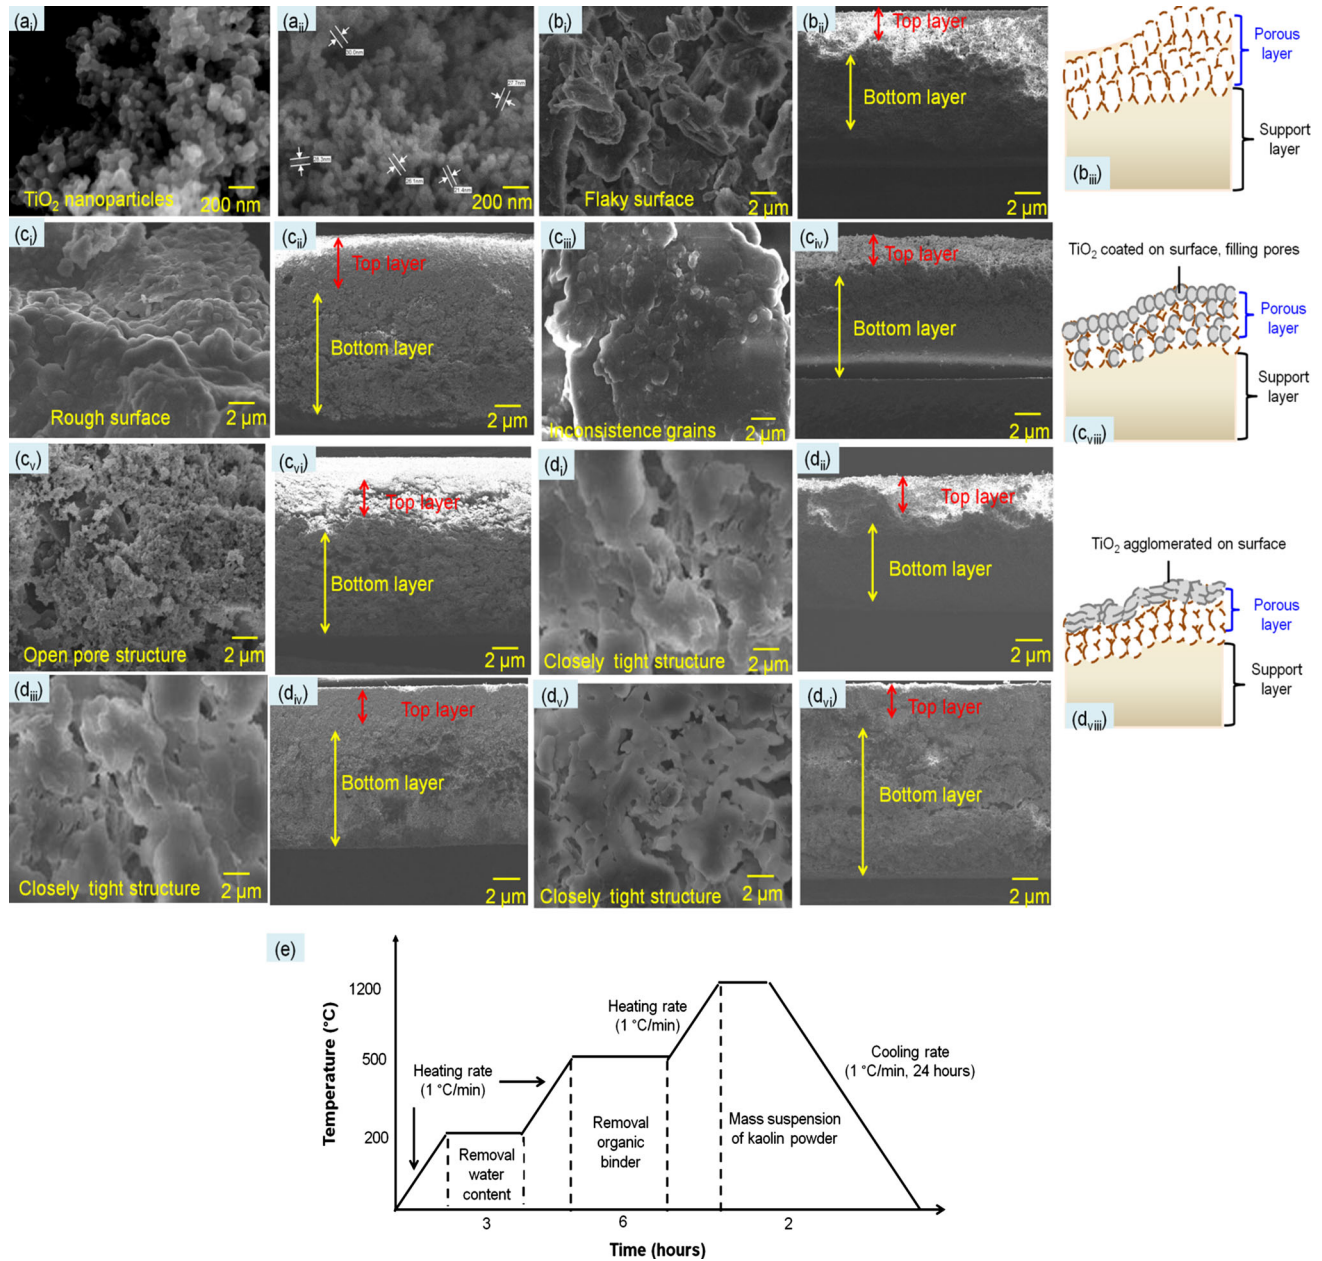 (aᵢ)
TiO₂ nanoparticles
200 nm
(aᵢᵢ)
200 nm
(bᵢ)
Flaky surface
2 µm
(bᵢᵢ)
Top layer
Bottom layer
2 µm
Porous
layer
Support
layer
(bᵢᵢᵢ)
(cᵢ)
Rough surface
2 µm
(cᵢᵢ)
Top layer
Bottom layer
2 µm
(cᵢᵢᵢ)
Inconsistence grains
2 µm
(cᵢᵥ)
Top layer
Bottom layer
2 µm
TiO₂ coated on surface, filling pores
Porous
layer
Support
layer
(cᵥᵢᵢᵢ)
(cᵥ)
Open pore structure
2 µm
(cᵥᵢ)
Top layer
Bottom layer
2 µm
(dᵢ)
Closely tight structure
2 µm
(dᵢᵢ)
Top layer
Bottom layer
2 µm
TiO₂ agglomerated on surface
Porous
layer
Support
layer
(dᵥᵢᵢᵢ)
(dᵢᵢᵢ)
Closely tight structure
2 µm
(dᵢᵥ)
Top layer
Bottom layer
2 µm
(dᵥ)
Closely tight structure
2 µm
(dᵥᵢ)
Top layer
Bottom layer
2 µm
(e)
Temperature (°C)
1200
500
200
Heating rate
(1 °C/min)
Heating rate
(1 °C/min)
Cooling rate
(1 °C/min, 24 hours)
Removal
water
content
Removal
organic
binder
Mass suspension
of kaolin powder
3
6
2
Time (hours)